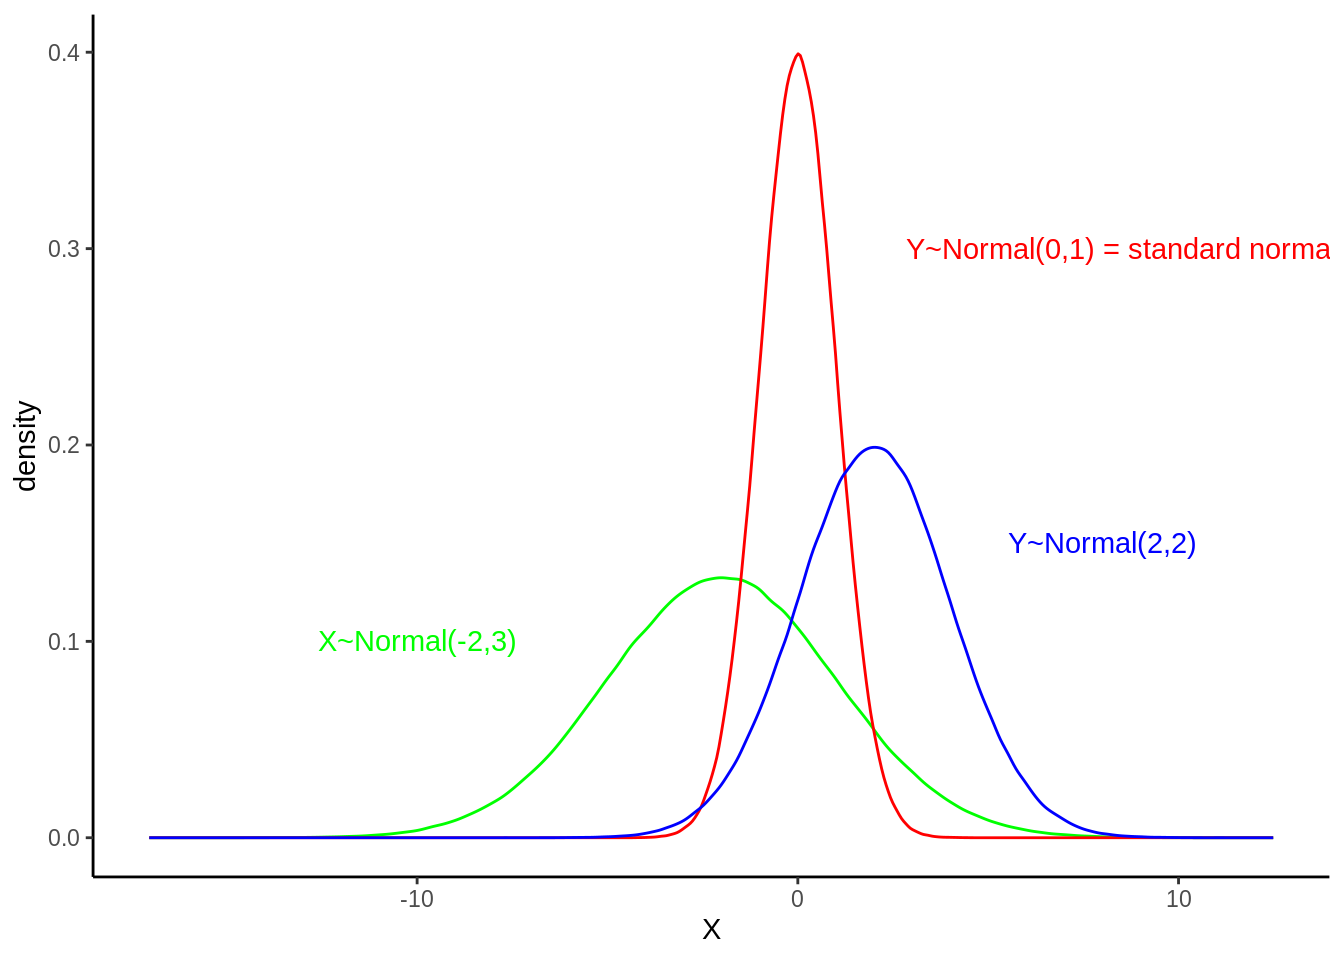 0.4
0.3
0.2
0.1
0.0
density
Y~Normal(0,1) = standard norma
Y~Normal(2,2)
X~Normal(-2,3)
-10
0
10
X